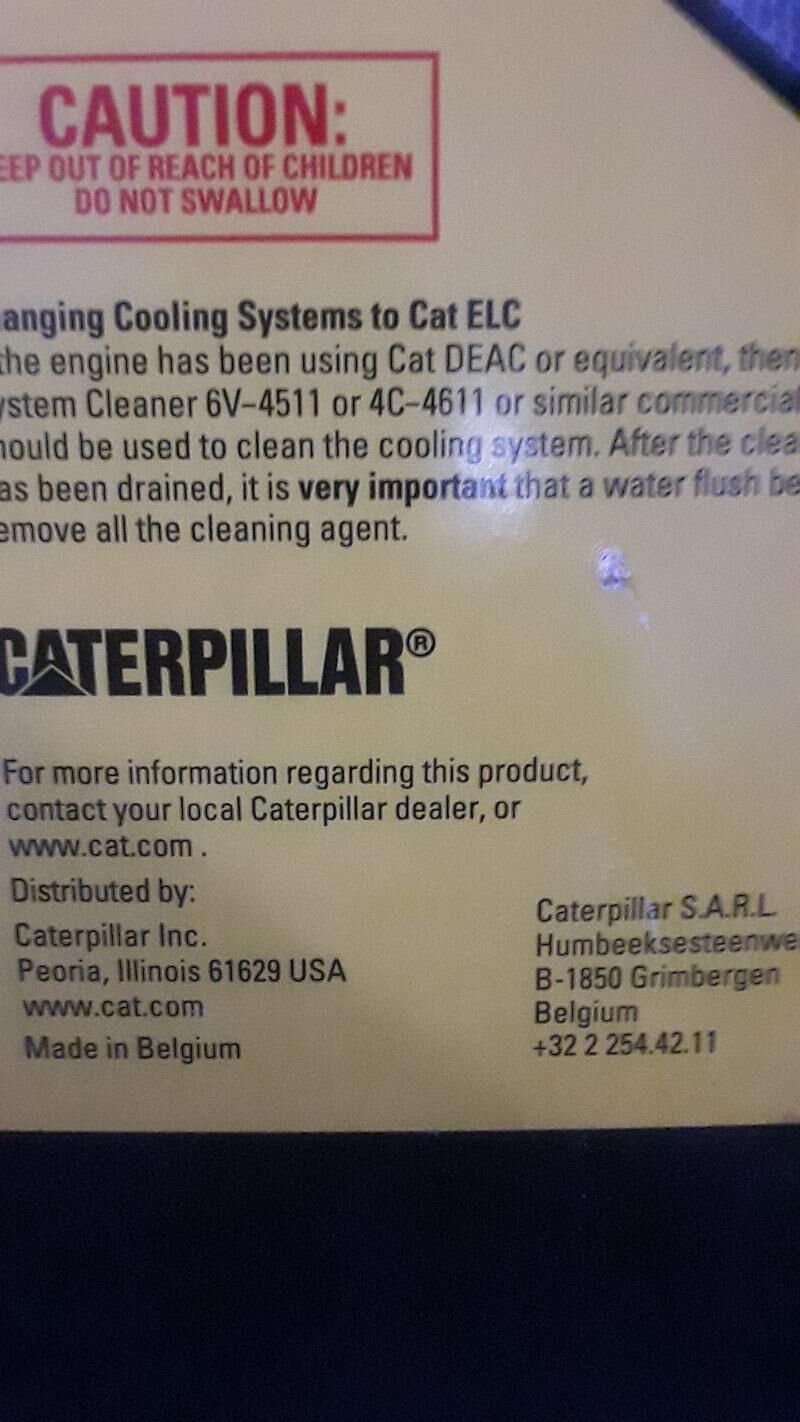 CAUTION:
EEP OUT OF REACH OF CHILDREN
DO NOT SWALLOW
anging Cooling Systems to Cat ELC
the engine has been using Cat DEAC or equivalent, then
ystem Cleaner 6V–4511 or 4C–4611 or similar commercial
hould be used to clean the cooling system. After the clea
as been drained, it is very important that a water flush be
emove all the cleaning agent.
CATERPILLAR®
For more information regarding this product,
contact your local Caterpillar dealer, or
www.cat.com .
Distributed by:
Caterpillar Inc.
Peoria, Illinois 61629 USA
www.cat.com
Made in Belgium
Caterpillar S.A.R.L.
Humbeeksesteenwe
B-1850 Grimbergen
Belgium
+32 2 254.42.11